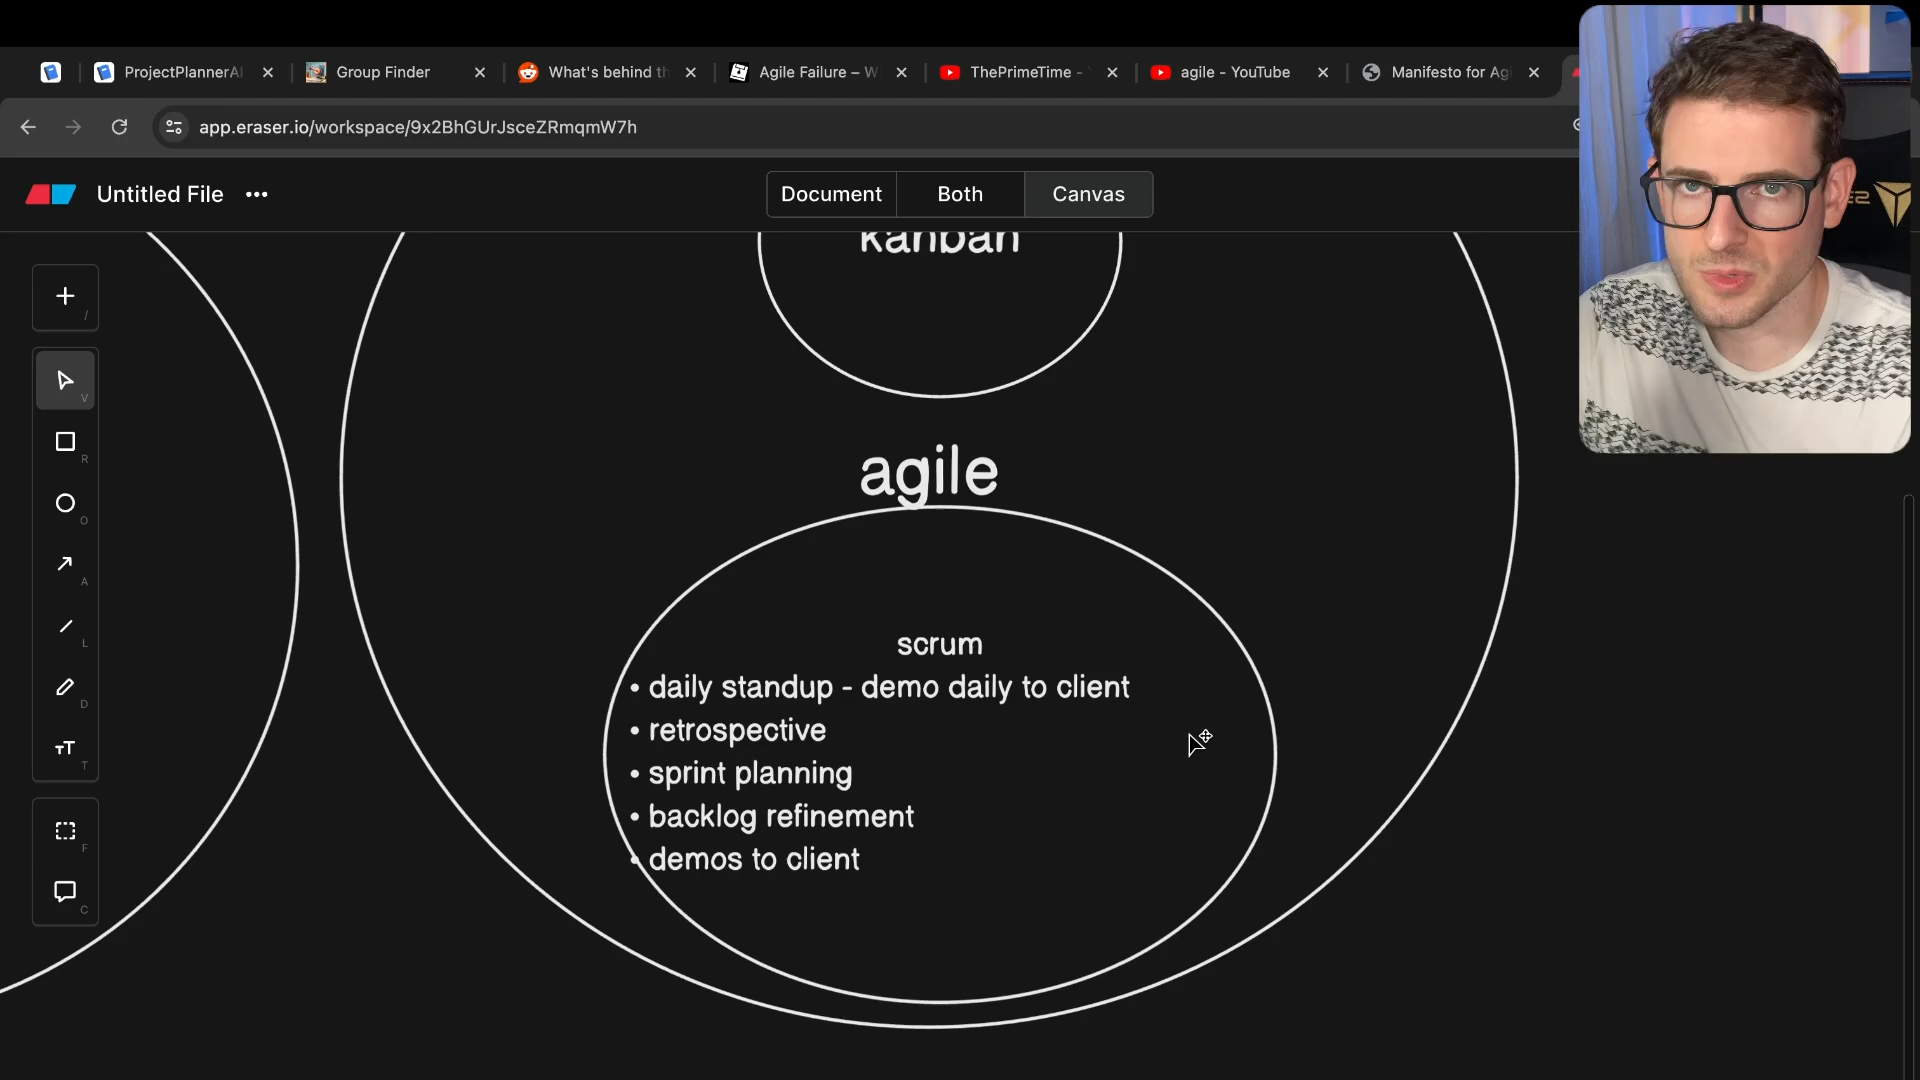 ProjectPlannerAI
Group Finder
What's behind th
Agile Failure – W
ThePrimeTime -
agile - YouTube
Manifesto for Ag
app.eraser.io/workspace/9x2BhGUrJsceZRmqmW7h
Untitled File
Document
Both
Canvas
/
V
R
O
A
L
D
T
F
C
kanban
agile
scrum
• daily standup - demo daily to client
• retrospective
• sprint planning
• backlog refinement
• demos to client